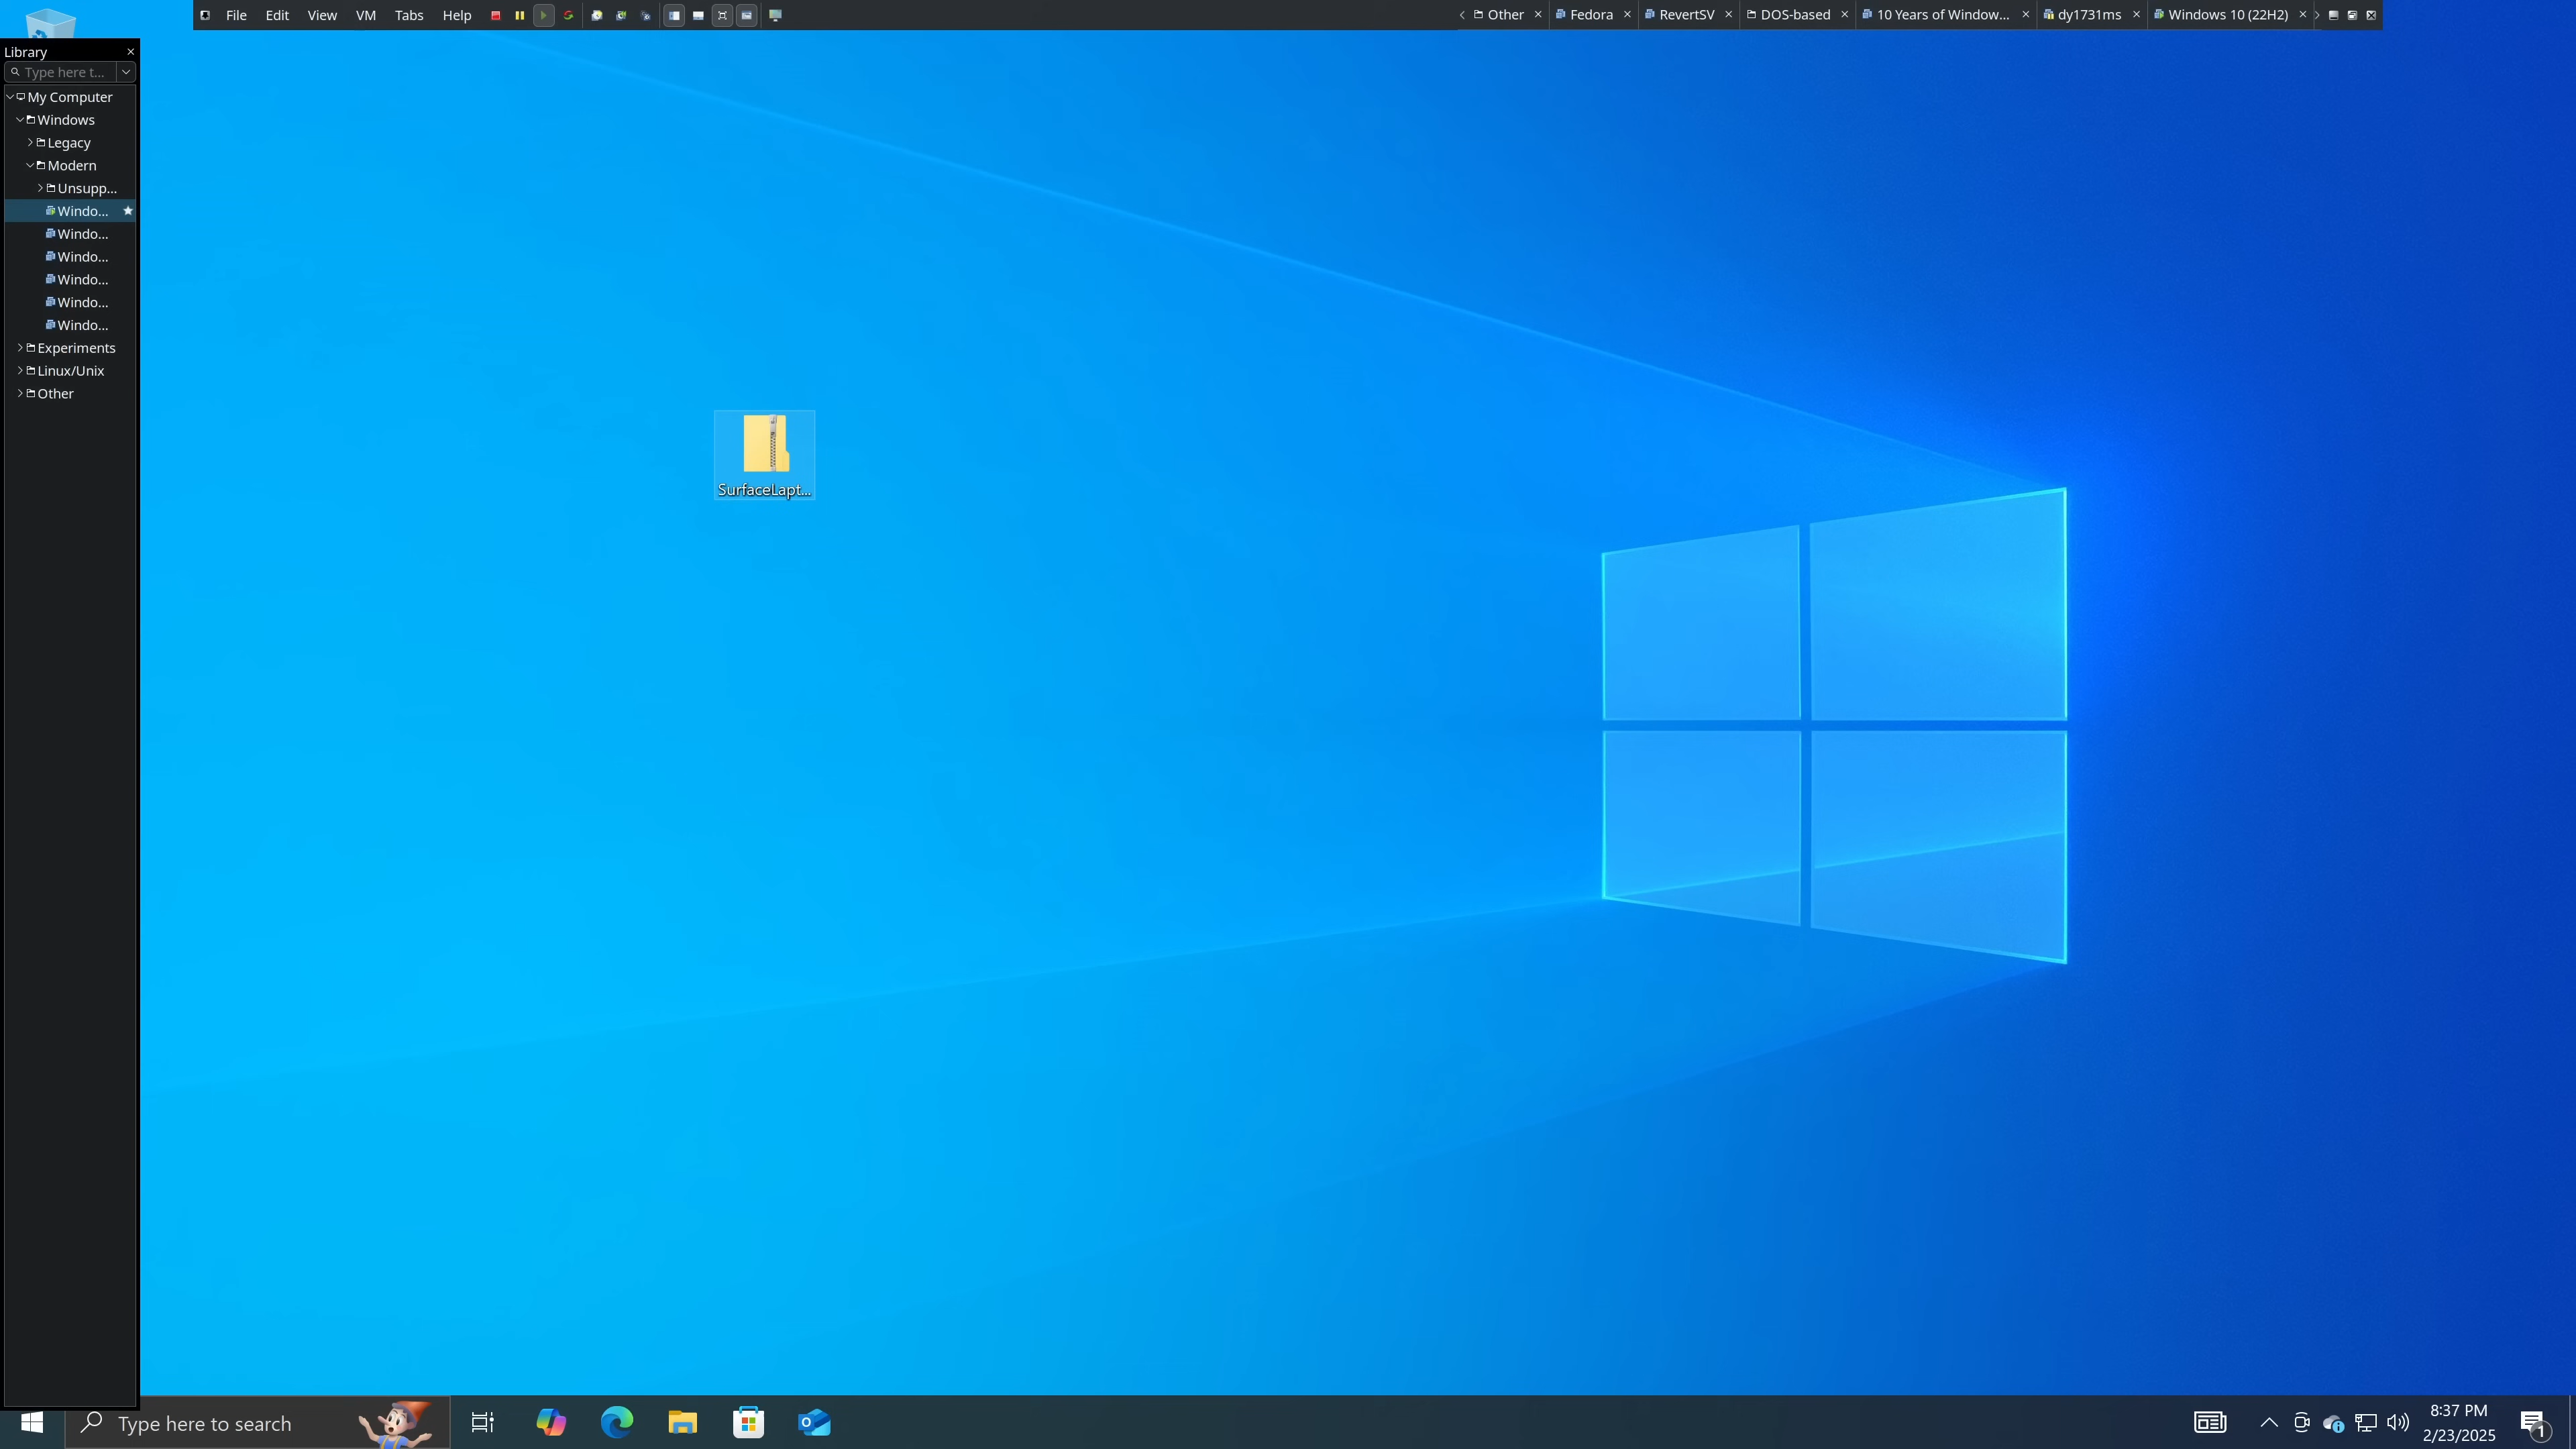 File Edit View VM Tabs Help
Other
Fedora
RevertSV
DOS-based
10 Years of Window...
dy1731ms
Windows 10 (22H2)
Library
Type here t...
My Computer
Windows
Legacy
Modern
Unsupp...
Windo...
Windo...
Windo...
Windo...
Windo...
Windo...
Experiments
Linux/Unix
Other
SurfaceLapt...
Type here to search
8:37 PM
2/23/2025
1